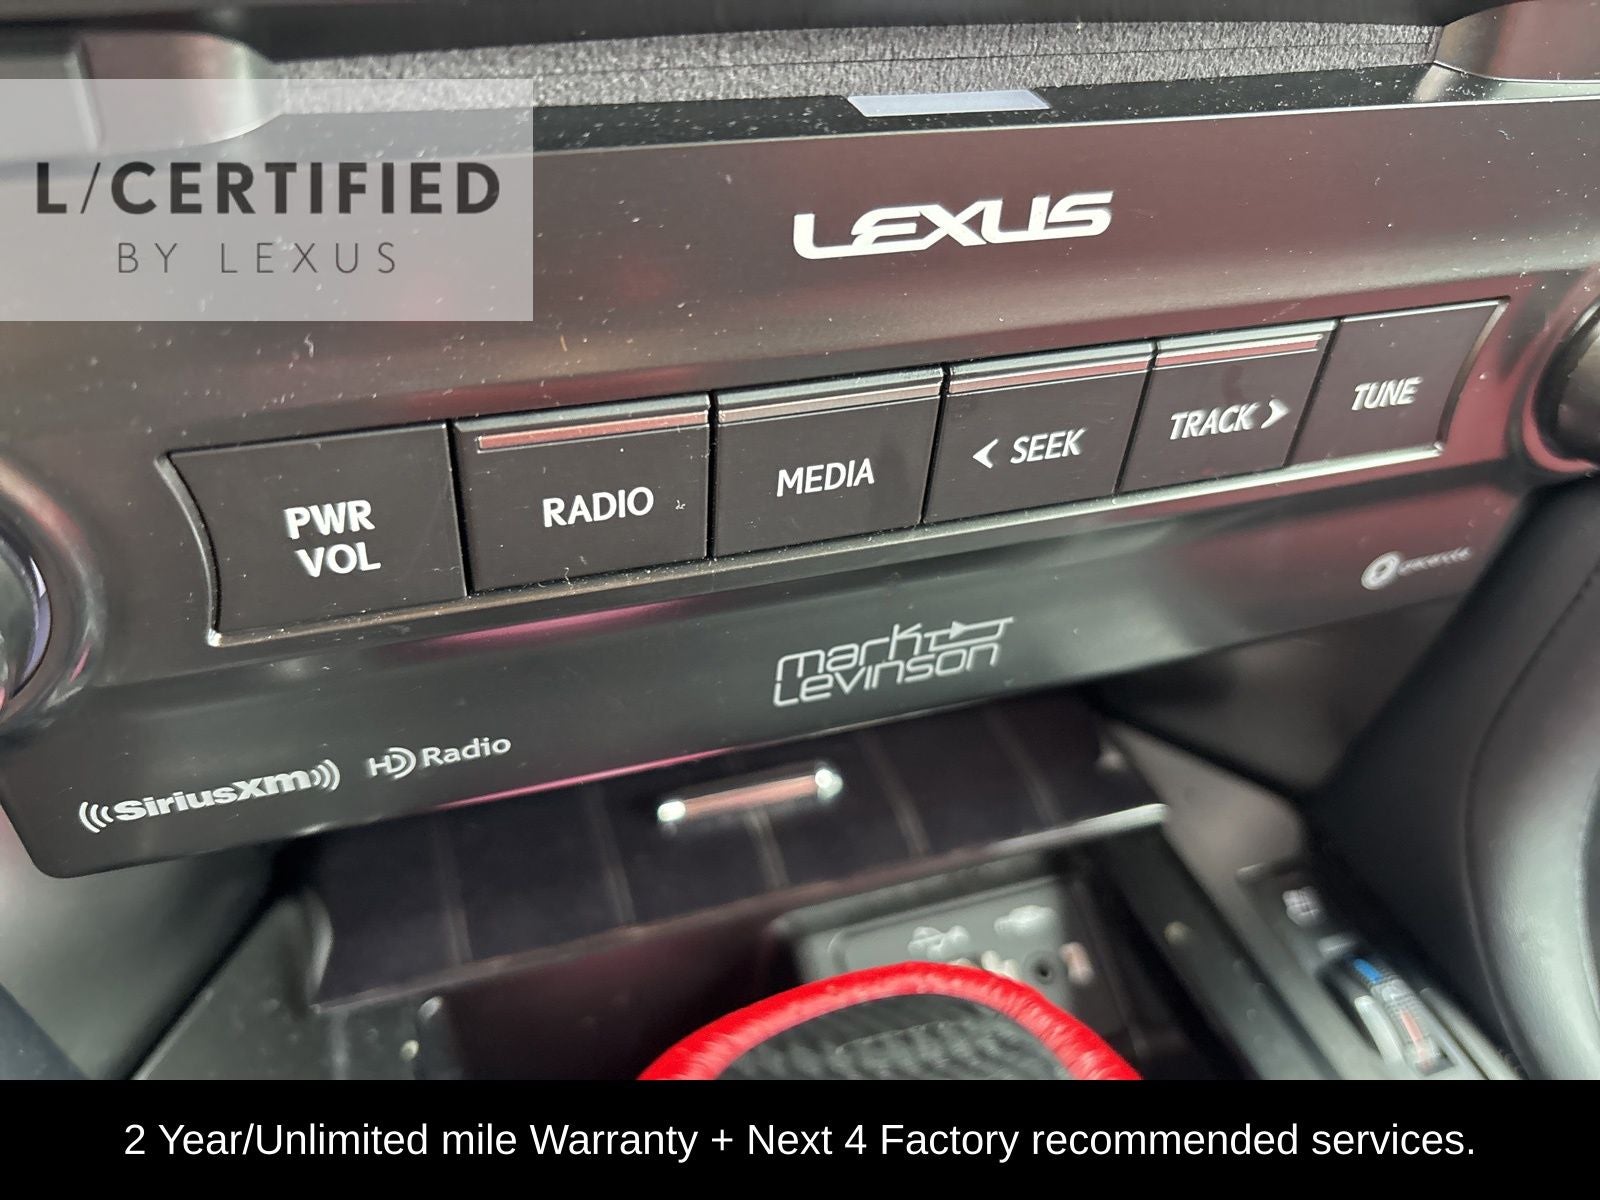 L/CERTIFIED
BY LEXUS
LEXUS
PWR
VOL
RADIO
MEDIA
< SEEK
TRACK >
TUNE
mark
Levinson
SiriusXM
HD Radio
2 Year/Unlimited mile Warranty + Next 4 Factory recommended services.